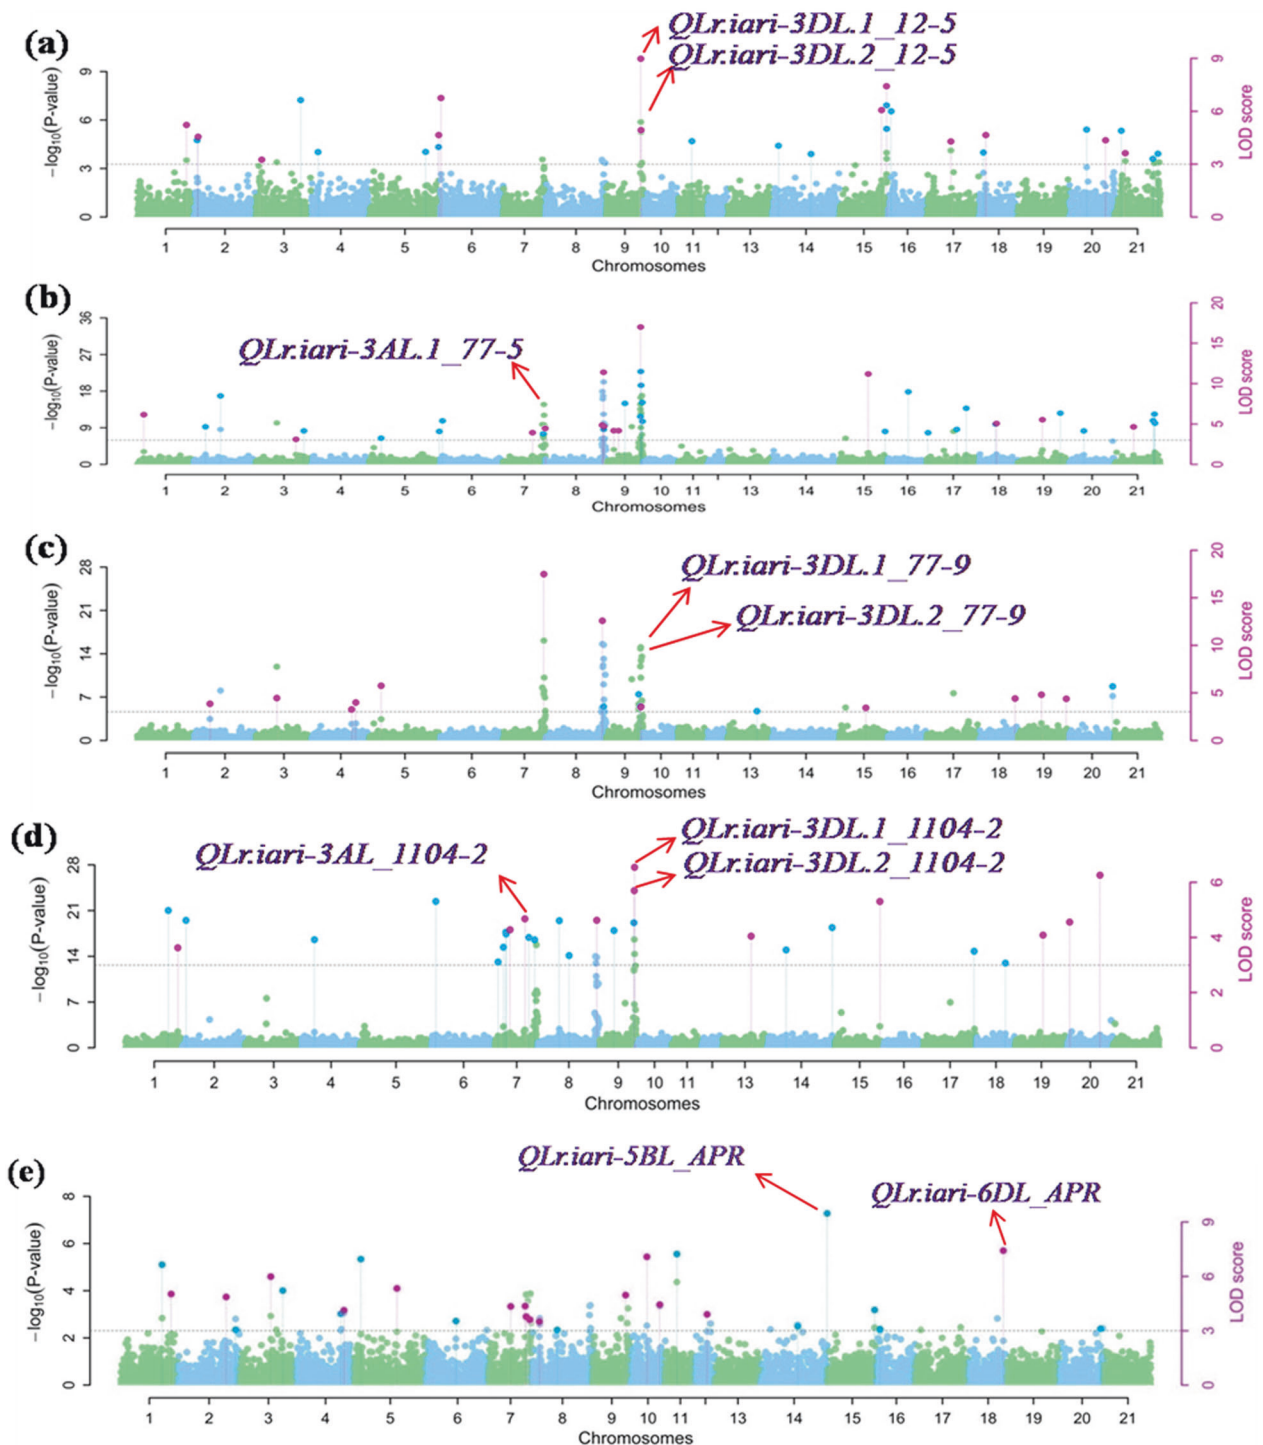 (a)
QLr.iari-3DL.1_12-5
QLr.iari-3DL.2_12-5
−log10(P-value)
0 3 6 9
LOD score
0 3 6 9
1 2 3 4 5 6 7 8 9 10 11 13 14 15 16 17 18 19 20 21
Chromosomes
(b)
QLr.iari-3AL.1_77-5
−log10(P-value)
0 9 18 27 36
LOD score
0 5 10 15 20
1 2 3 4 5 6 7 8 9 10 11 13 14 15 16 17 18 19 20 21
Chromosomes
(c)
QLr.iari-3DL.1_77-9
QLr.iari-3DL.2_77-9
−log10(P-value)
0 7 14 21 28
LOD score
0 5 10 15 20
1 2 3 4 5 6 7 8 9 10 11 13 14 15 16 17 18 19 20 21
Chromosomes
(d)
QLr.iari-3AL_1104-2
QLr.iari-3DL.1_1104-2
QLr.iari-3DL.2_1104-2
−log10(P-value)
0 7 14 21 28
LOD score
0 2 4 6
1 2 3 4 5 6 7 8 9 10 11 13 14 15 16 17 18 19 20 21
Chromosomes
(e)
QLr.iari-5BL_APR
QLr.iari-6DL_APR
−log10(P-value)
0 2 4 6 8
LOD score
0 3 6 9
1 2 3 4 5 6 7 8 9 10 11 13 14 15 16 17 18 19 20 21
Chromosomes